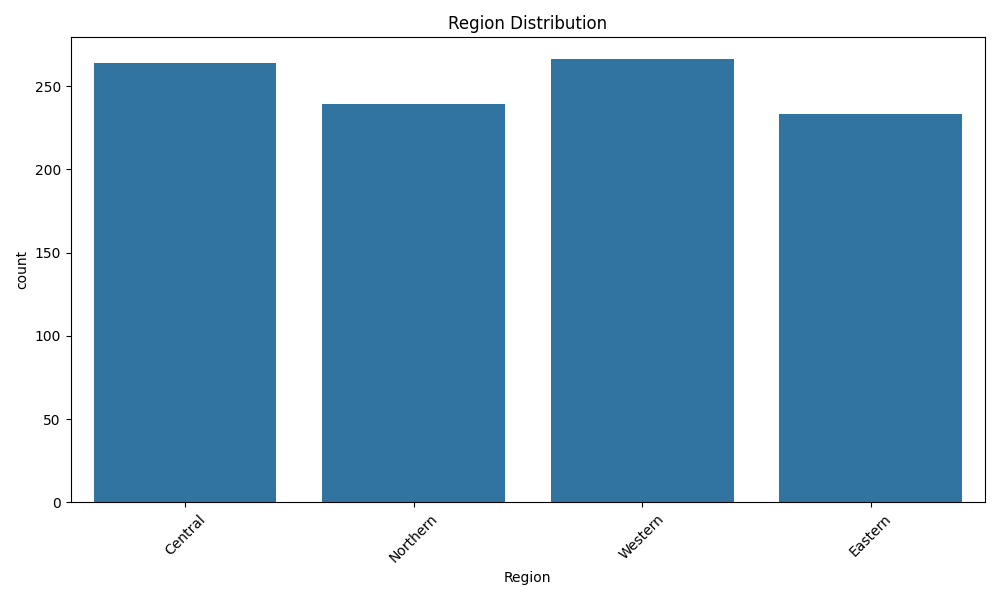 Region Distribution
count
250
200
150
100
50
0
Central
Northern
Western
Eastern
Region